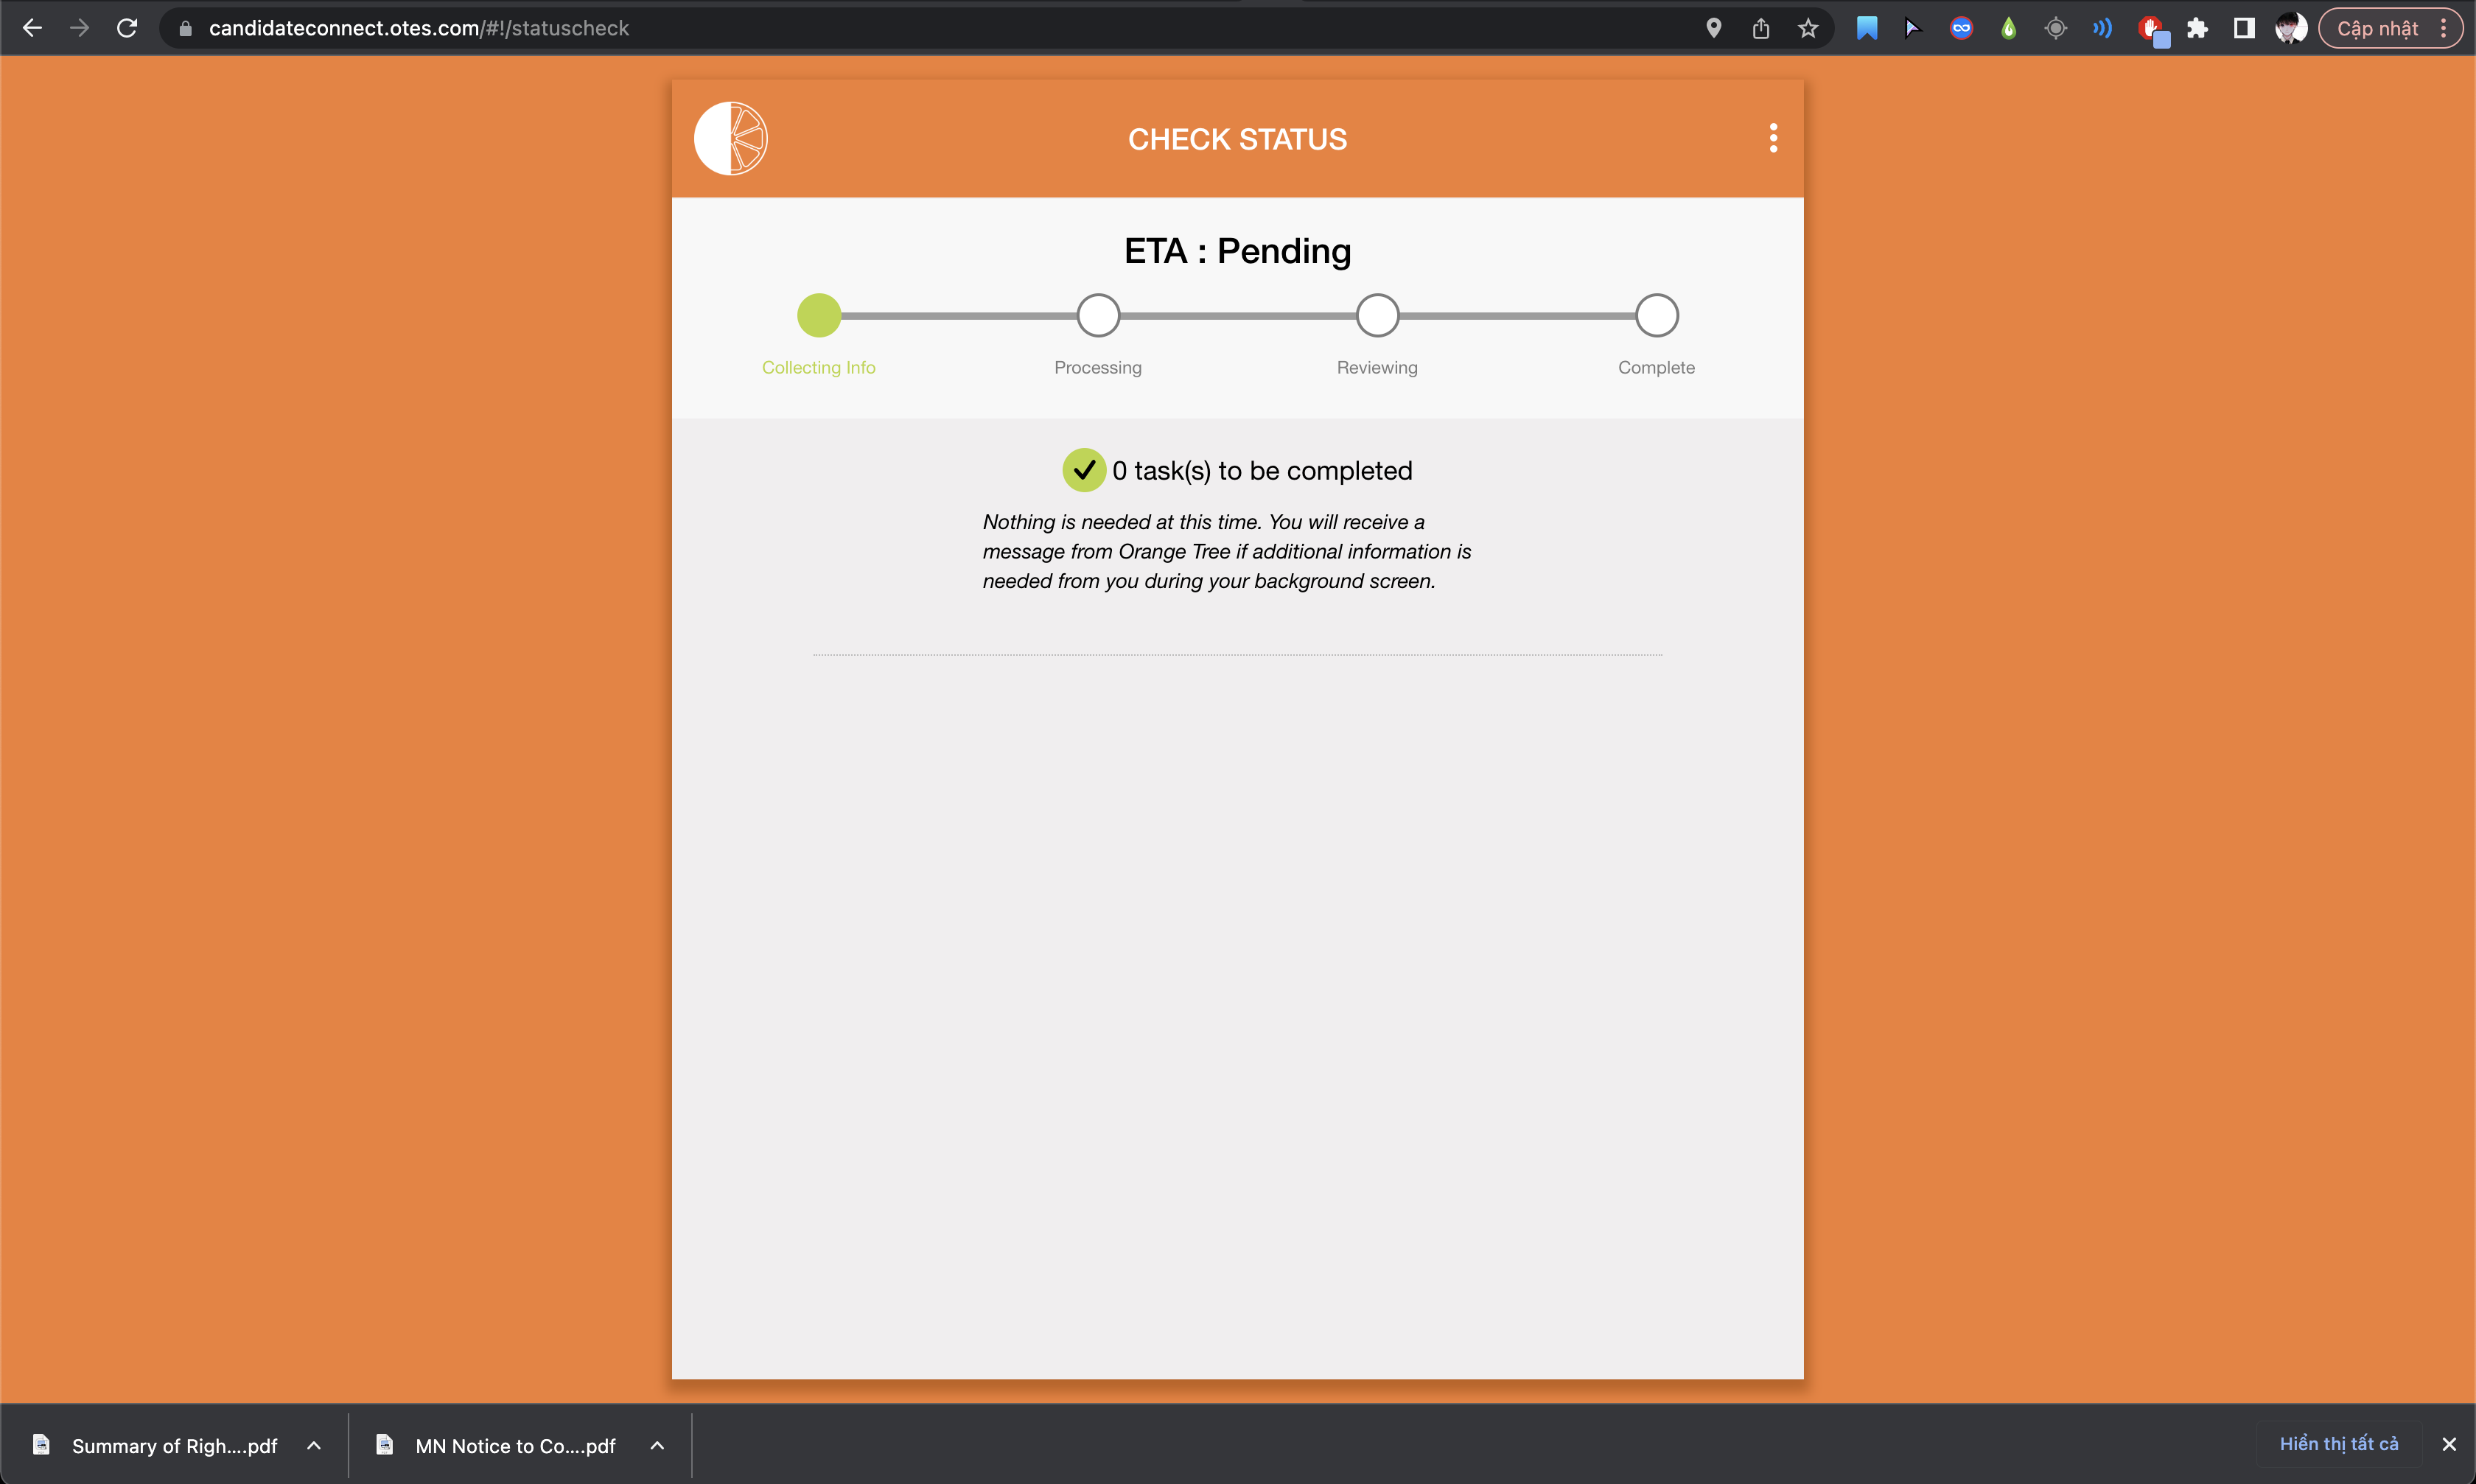 candidateconnect.otes.com/#!/statuscheck
Cập nhật
CHECK STATUS
ETA : Pending
Collecting Info
Processing
Reviewing
Complete
0 task(s) to be completed
Nothing is needed at this time. You will receive a
message from Orange Tree if additional information is
needed from you during your background screen.
Summary of Righ....pdf
MN Notice to Co....pdf
Hiển thị tất cả